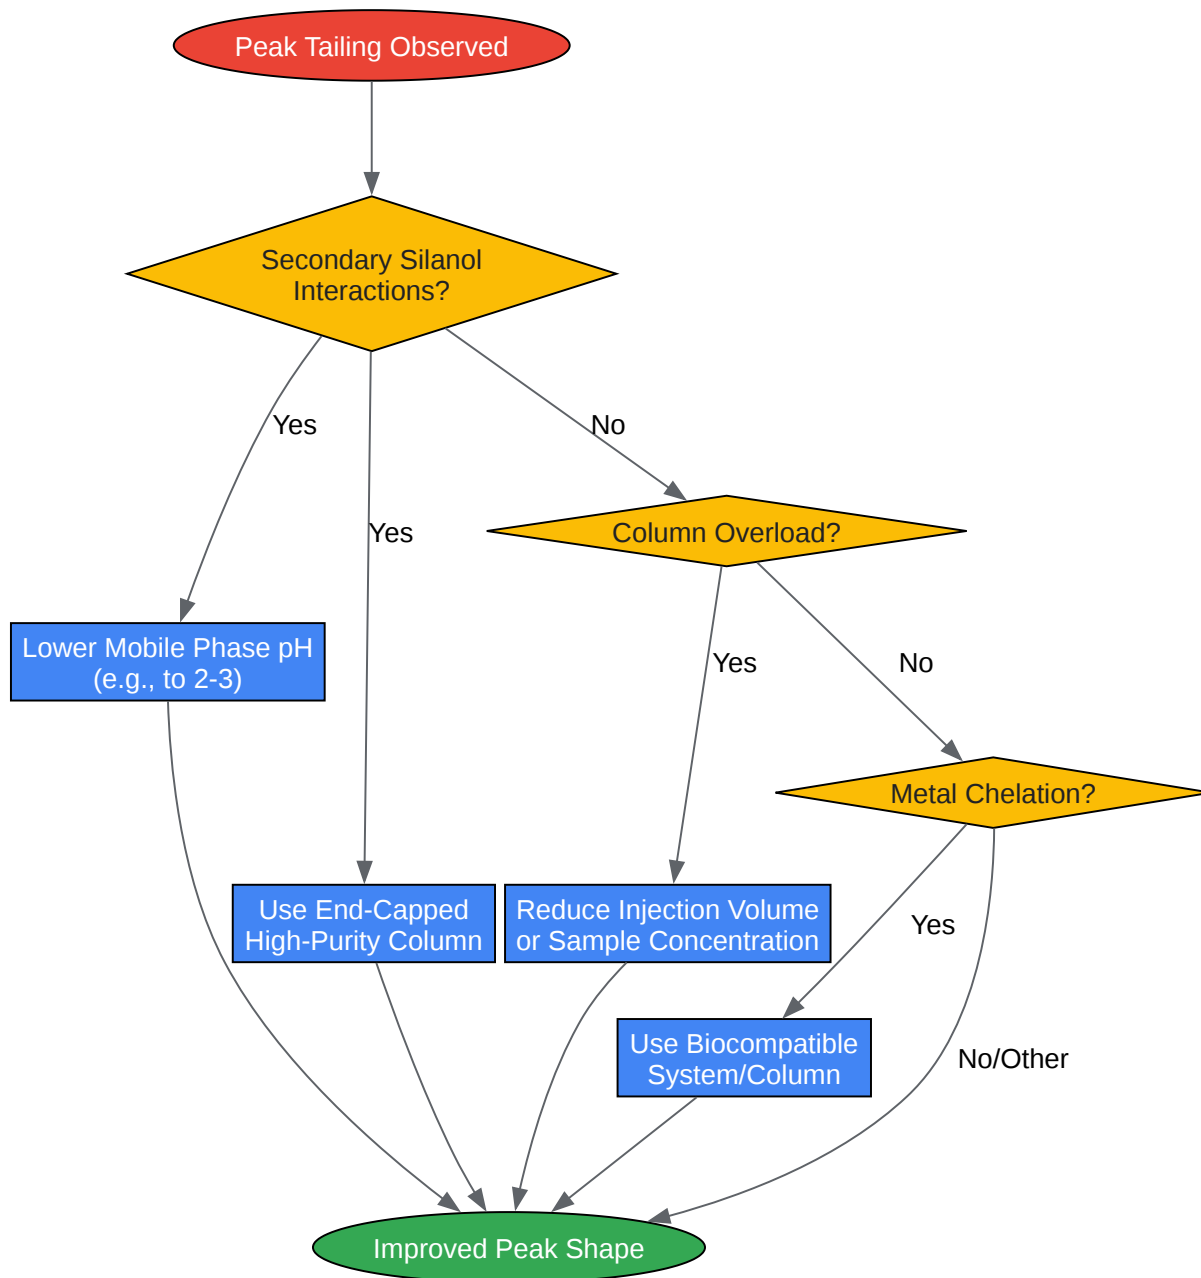 Peak Tailing Observed
Secondary Silanol
Interactions?
Yes
No
Yes
Column Overload?
Lower Mobile Phase pH
(e.g., to 2-3)
Yes
No
Metal Chelation?
Use End-Capped
High-Purity Column
Reduce Injection Volume
or Sample Concentration
Yes
Use Biocompatible
System/Column
No/Other
Improved Peak Shape